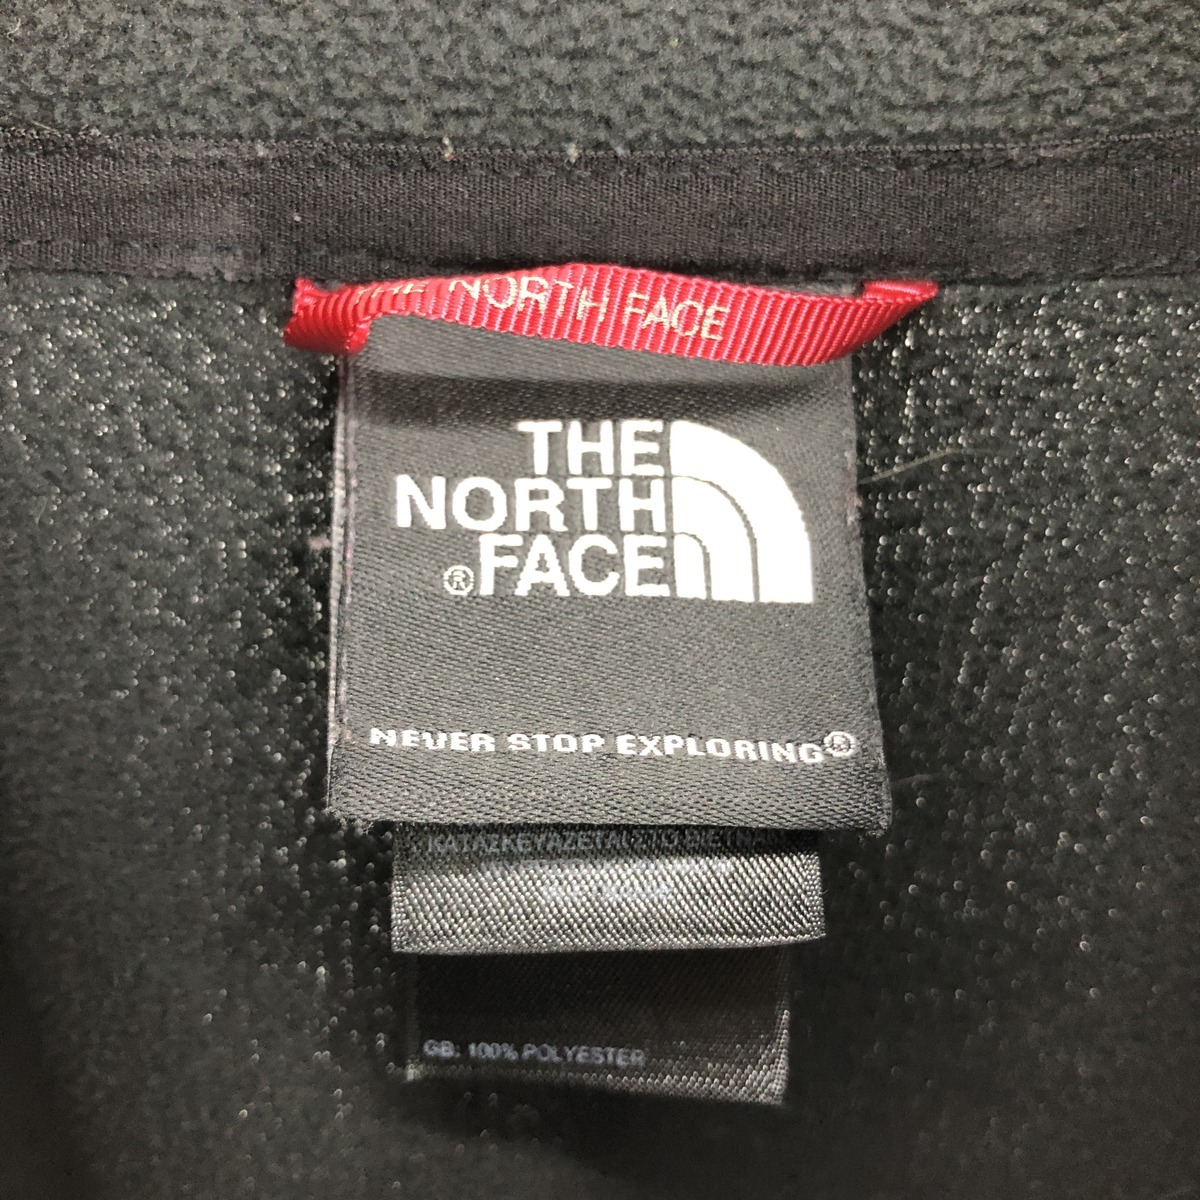 THE NORTH FACE
THE
NORTH
®FACE
NEVER STOP EXPLORING®
GB: 100% POLYESTER